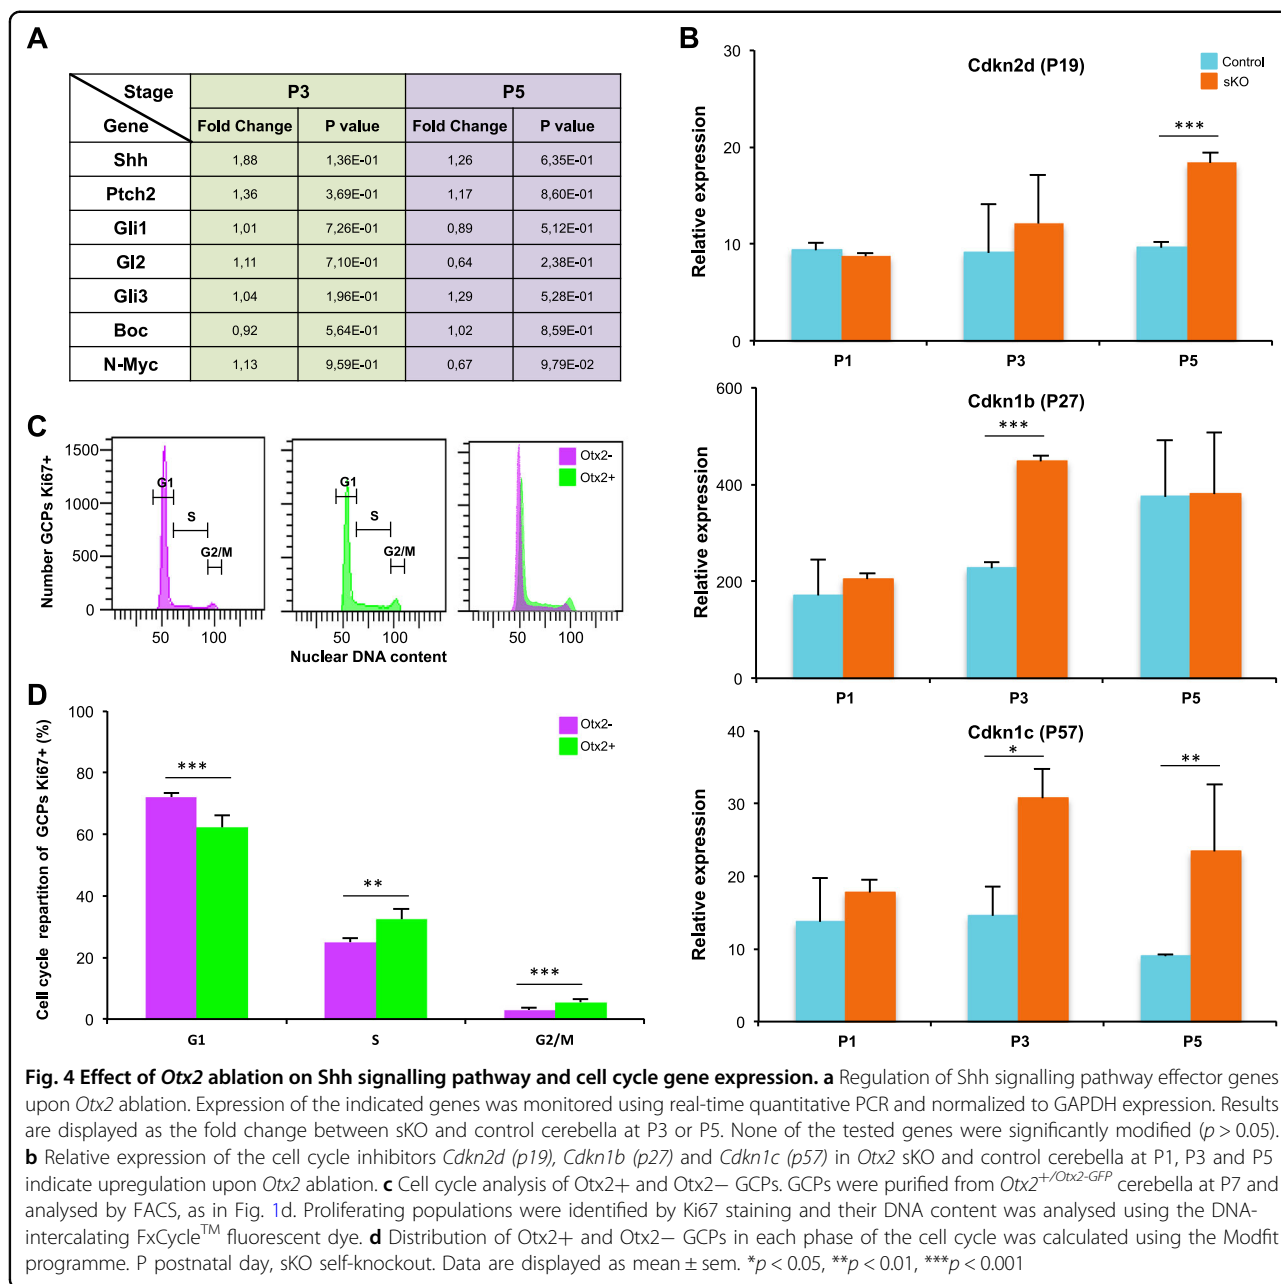 A
Stage P3 P5
Gene Fold Change P value Fold Change P value
Shh 1,88 1,36E-01 1,26 6,35E-01
Ptch2 1,36 3,69E-01 1,17 8,60E-01
Gli1 1,01 7,26E-01 0,89 5,12E-01
Gl2 1,11 7,10E-01 0,64 2,38E-01
Gli3 1,04 1,96E-01 1,29 5,28E-01
Boc 0,92 5,64E-01 1,02 8,59E-01
N-Myc 1,13 9,59E-01 0,67 9,79E-02
B
Cdkn2d (P19)
Control
sKO
Relative expression
30
20
10
0
***
P1 P3 P5
Cdkn1b (P27)
Relative expression
600
400
200
0
***
P1 P3 P5
Cdkn1c (P57)
Relative expression
40
30
20
10
0
*
**
P1 P3 P5
C
Number GCPs Ki67+
1500
1000
500
0
G1
S
G2/M
50 100
G1
S
G2/M
50 100
Otx2-
Otx2+
50 100
Nuclear DNA content
D
Cell cycle repartiton of GCPs Ki67+ (%)
100
80
60
40
20
0
Otx2-
Otx2+
***
**
***
G1 S G2/M
Fig. 4 Effect of Otx2 ablation on Shh signalling pathway and cell cycle gene expression. a Regulation of Shh signalling pathway effector genes
upon Otx2 ablation. Expression of the indicated genes was monitored using real-time quantitative PCR and normalized to GAPDH expression. Results
are displayed as the fold change between sKO and control cerebella at P3 or P5. None of the tested genes were significantly modified (p > 0.05).
b Relative expression of the cell cycle inhibitors Cdkn2d (p19), Cdkn1b (p27) and Cdkn1c (p57) in Otx2 sKO and control cerebella at P1, P3 and P5
indicate upregulation upon Otx2 ablation. c Cell cycle analysis of Otx2+ and Otx2− GCPs. GCPs were purified from Otx2+/Otx2-GFP cerebella at P7 and
analysed by FACS, as in Fig. 1d. Proliferating populations were identified by Ki67 staining and their DNA content was analysed using the DNA-
intercalating FxCycle™ fluorescent dye. d Distribution of Otx2+ and Otx2− GCPs in each phase of the cell cycle was calculated using the Modfit
programme. P postnatal day, sKO self-knockout. Data are displayed as mean ± sem. *p < 0.05, **p < 0.01, ***p < 0.001